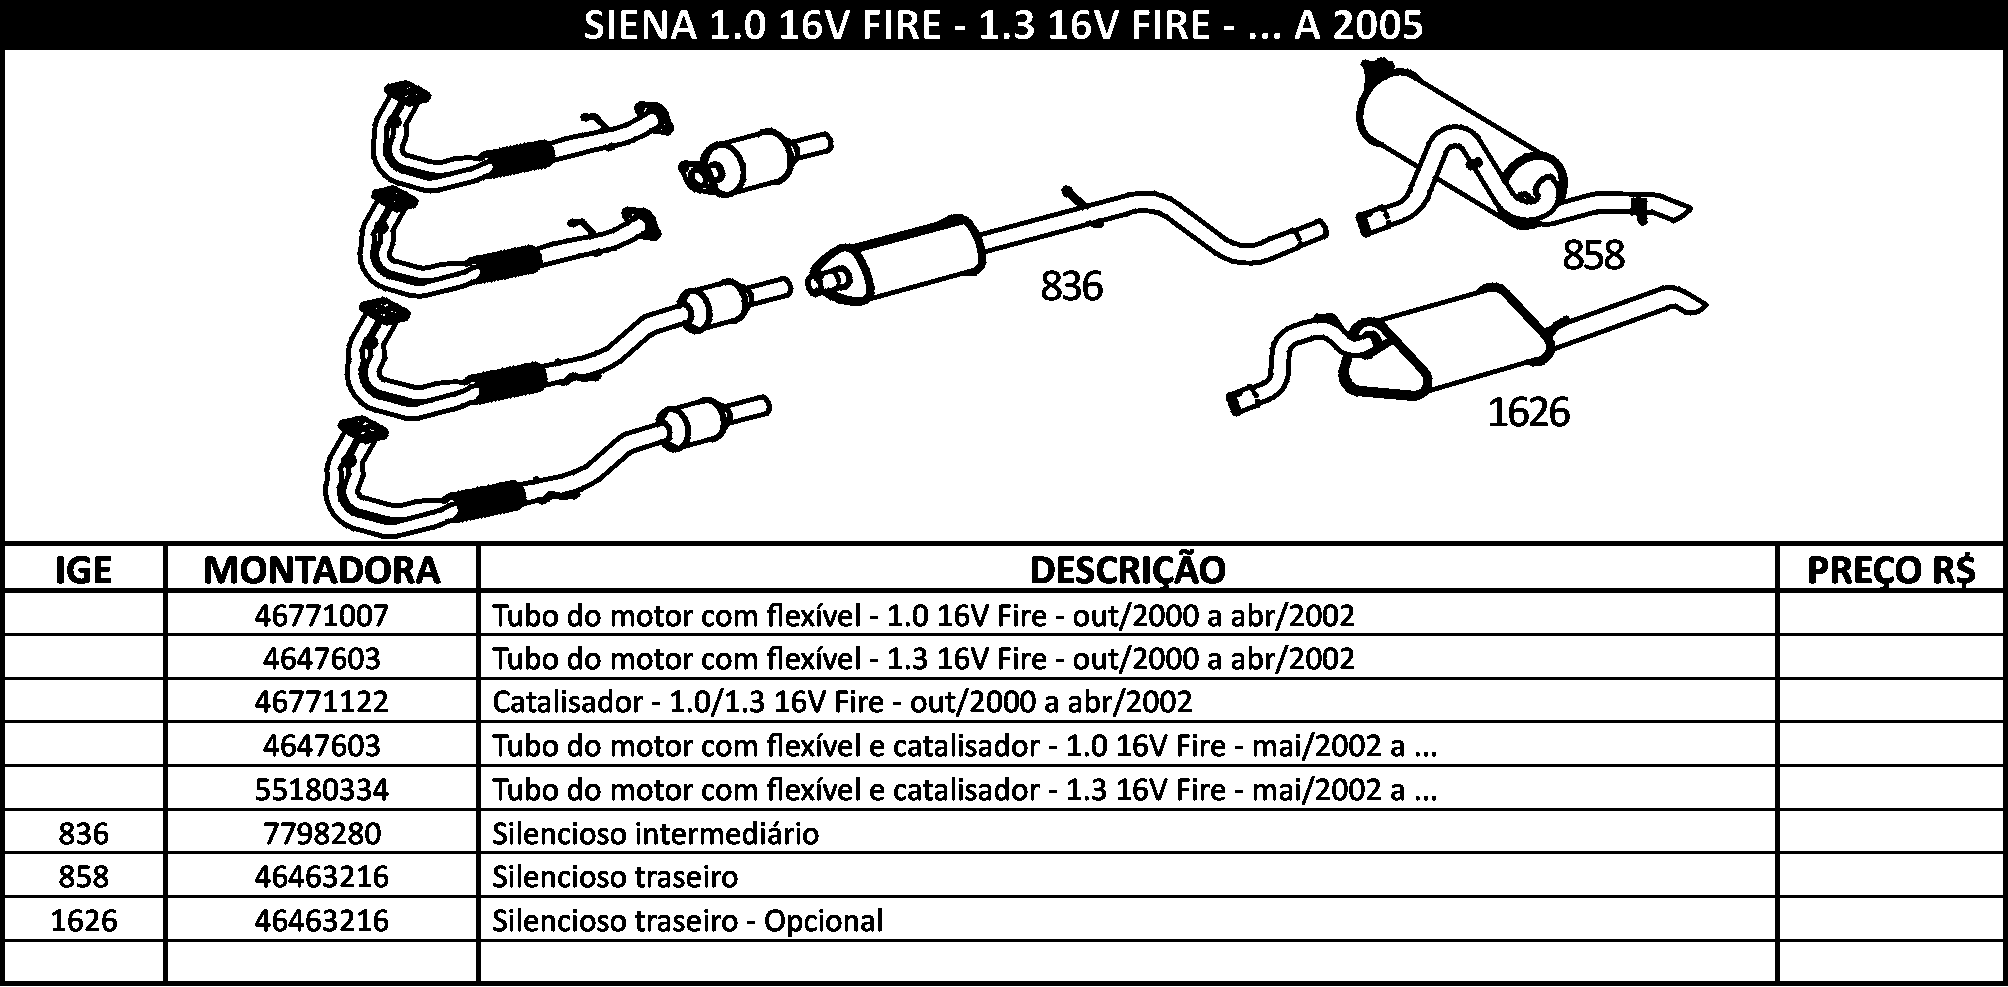 SIENA 1.0 16V FIRE - 1.3 16V FIRE - ... A 2005
858
836
1626
IGE MONTADORA DESCRIÇÃO PREÇO R$
46771007 Tubo do motor com flexível - 1.0 16V Fire - out/2000 a abr/2002
4647603 Tubo do motor com flexível - 1.3 16V Fire - out/2000 a abr/2002
46771122 Catalisador - 1.0/1.3 16V Fire - out/2000 a abr/2002
4647603 Tubo do motor com flexível e catalisador - 1.0 16V Fire - mai/2002 a ...
55180334 Tubo do motor com flexível e catalisador - 1.3 16V Fire - mai/2002 a ...
836 7798280 Silencioso intermediário
858 46463216 Silencioso traseiro
1626 46463216 Silencioso traseiro - Opcional